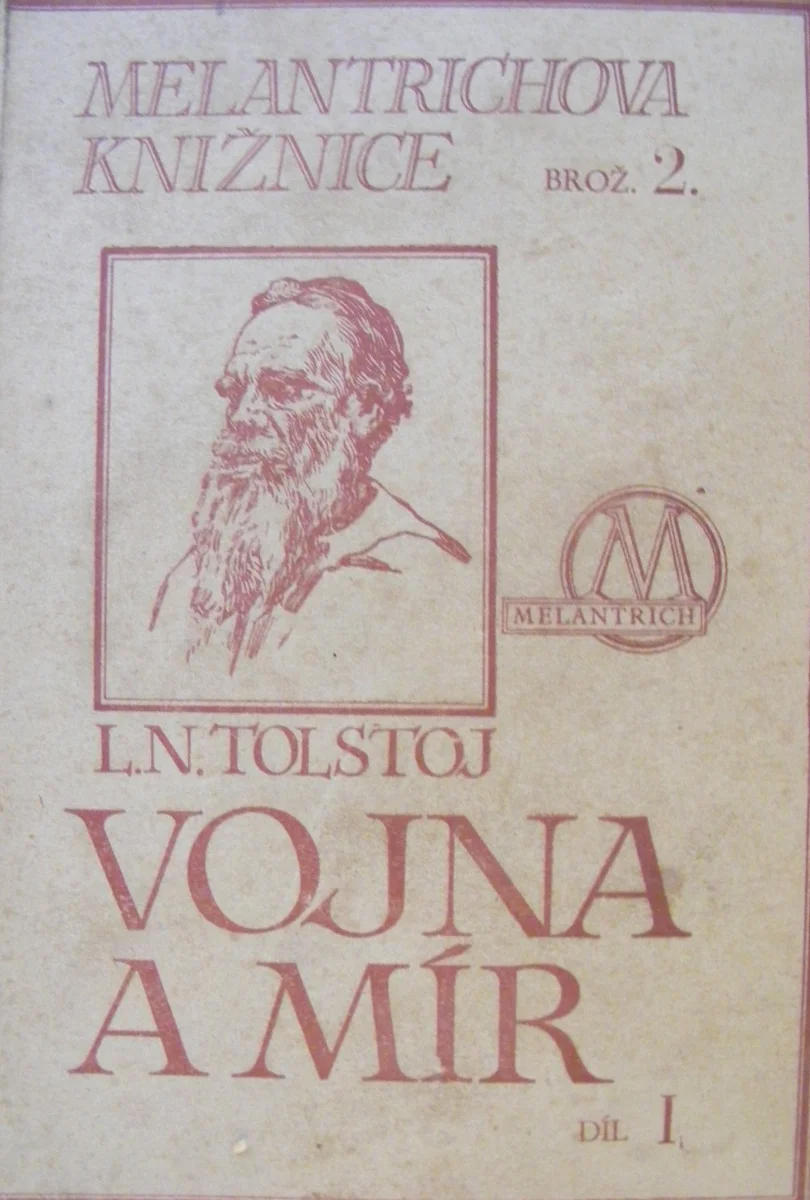 MELANTRICHOVA
KNIŽNICE BROŽ. 2.
M
MELANTRICH
L.N.TOLSTOJ
VOJNA
A MÍR
DÍL I.